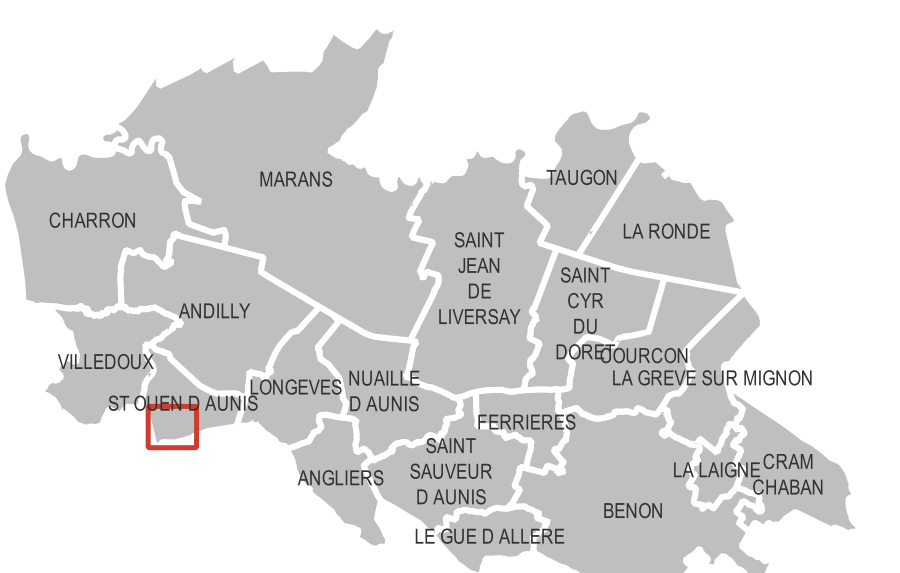 MARANS
TAUGON
CHARRON
LA RONDE
SAINT
JEAN
DE
LIVERSAY
SAINT
CYR
DU
DORET
ANDILLY
COURCON
VILLEDOUX
LA GREVE SUR MIGNON
LONGEVES
NUAILLE
D AUNIS
ST OUEN D AUNIS
FERRIERES
SAINT
SAUVEUR
D AUNIS
ANGLIERS
LA LAIGNE
CRAM
CHABAN
BENON
LE GUE D ALLERE